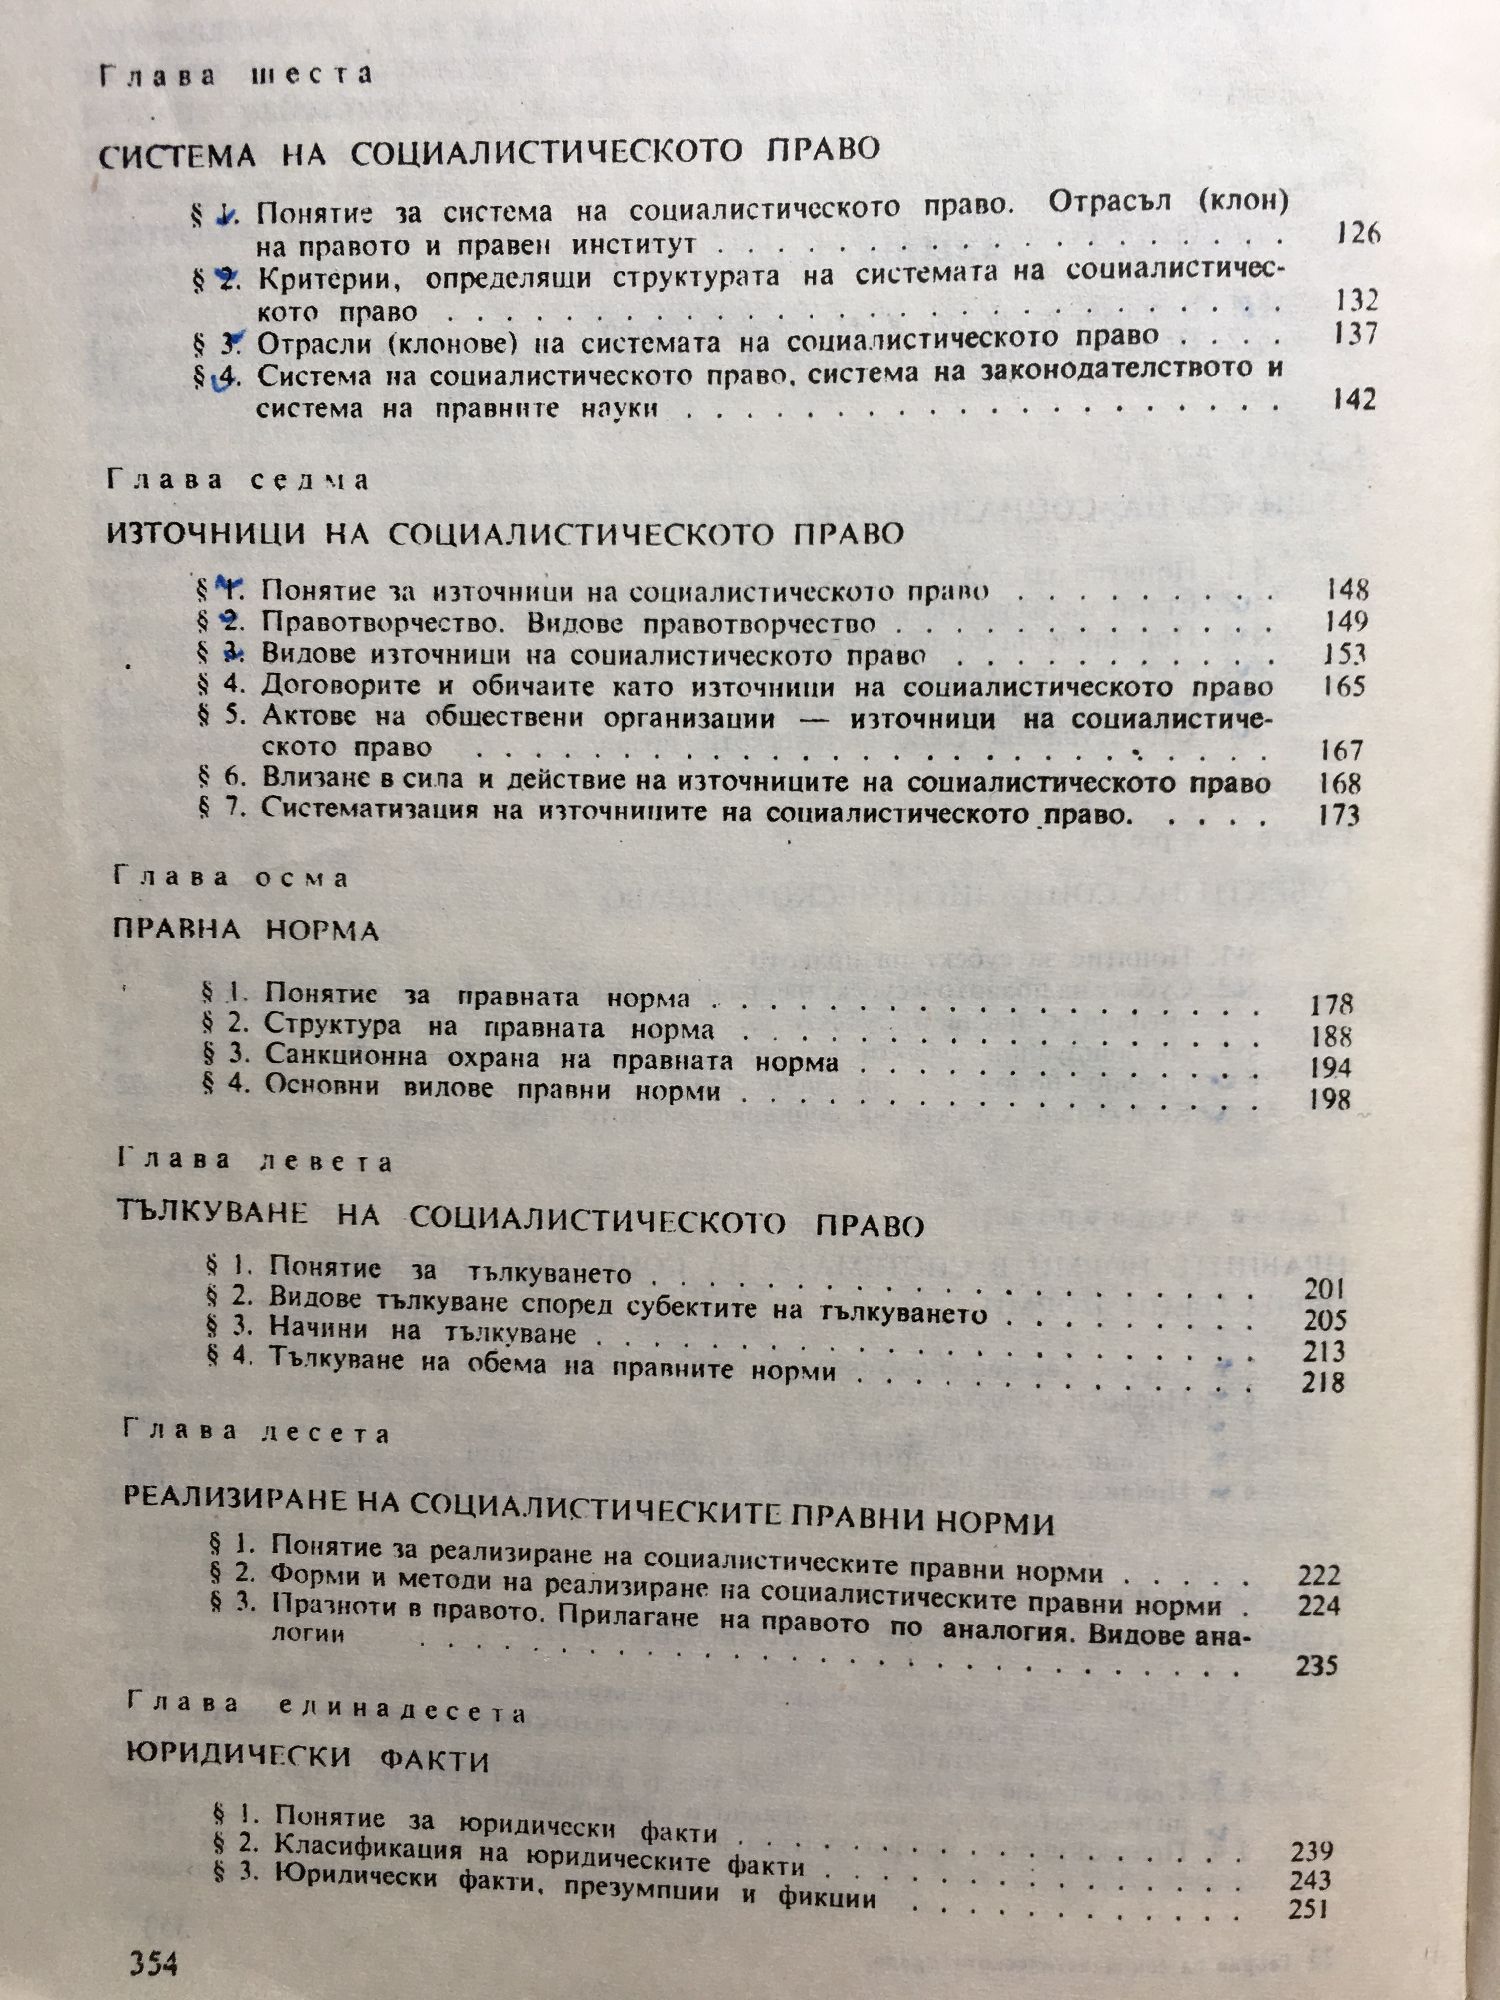 Глава шеста
СИСТЕМА НА СОЦИАЛИСТИЧЕСКОТО ПРАВО
§ 1. Понятие за система на социалистическото право. Отрасъл (клон)
на правото и правен институт . . . . . . . . . . . . . . . . . . 126
§ 2. Критерии, определящи структурата на системата на социалистичес-
кото право . . . . . . . . . . . . . . . . . . . . . . . . . . . 132
§ 3. Отрасли (клонове) на системата на социалистическото право . . . . 137
§ 4. Система на социалистическото право, система на законодателството и
система на правните науки . . . . . . . . . . . . . . . . . . . . 142
Глава седма
ИЗТОЧНИЦИ НА СОЦИАЛИСТИЧЕСКОТО ПРАВО
§ 1. Понятие за източници на социалистическото право . . . . . . . . . 148
§ 2. Правотворчество. Видове правотворчество . . . . . . . . . . . . . 149
§ 3. Видове източници на социалистическото право . . . . . . . . . . . 153
§ 4. Договорите и обичаите като източници на социалистическото право 165
§ 5. Актове на обществени организации — източници на социалистиче-
ското право . . . . . . . . . . . . . . . . . . . . . . . . . . . 167
§ 6. Влизане в сила и действие на източниците на социалистическото право 168
§ 7. Систематизация на източниците на социалистическото право. . . . . 173
Глава осма
ПРАВНА НОРМА
§ 1. Понятие за правната норма . . . . . . . . . . . . . . . . . . . 178
§ 2. Структура на правната норма . . . . . . . . . . . . . . . . . . 188
§ 3. Санкционна охрана на правната норма . . . . . . . . . . . . . . 194
§ 4. Основни видове правни норми . . . . . . . . . . . . . . . . . . 198
Глава девета
ТЪЛКУВАНЕ НА СОЦИАЛИСТИЧЕСКОТО ПРАВО
§ 1. Понятие за тълкуването . . . . . . . . . . . . . . . . . . . . . 201
§ 2. Видове тълкуване според субектите на тълкуването . . . . . . . . . 205
§ 3. Начини на тълкуване . . . . . . . . . . . . . . . . . . . . . . . 213
§ 4. Тълкуване на обема на правните норми . . . . . . . . . . . . . . 218
Глава десета
РЕАЛИЗИРАНЕ НА СОЦИАЛИСТИЧЕСКИТЕ ПРАВНИ НОРМИ
§ 1. Понятие за реализиране на социалистическите правни норми . . . . . 222
§ 2. Форми и методи на реализиране на социалистическите правни норми . 224
§ 3. Празноти в правото. Прилагане на правото по аналогия. Видове ана-
логии . . . . . . . . . . . . . . . . . . . . . . . . . . . . . . 235
Глава единадесета
ЮРИДИЧЕСКИ ФАКТИ
§ 1. Понятие за юридически факти . . . . . . . . . . . . . . . . . . 239
§ 2. Класификация на юридическите факти . . . . . . . . . . . . . . . 243
§ 3. Юридически факти, презумпции и фикции . . . . . . . . . . . . . 251
354